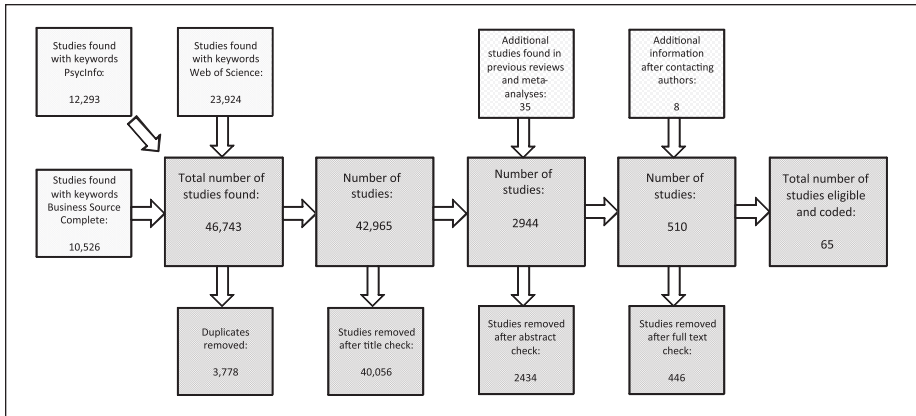 Studies found
with keywords
PsycInfo:
12,293
Studies found
with keywords
Web of Science:
23,924
Additional
studies found in
previous reviews
and meta-
analyses:
35
Additional
information
after contacting
authors:
8
Studies found
with keywords
Business Source
Complete:
10,526
Total number of
studies found:
46,743
Number of
studies:
42,965
Number of
studies:
2944
Number of
studies:
510
Total number of
studies eligible
and coded:
65
Duplicates
removed:
3,778
Studies removed
after title check:
40,056
Studies removed
after abstract
check:
2434
Studies removed
after full text
check:
446